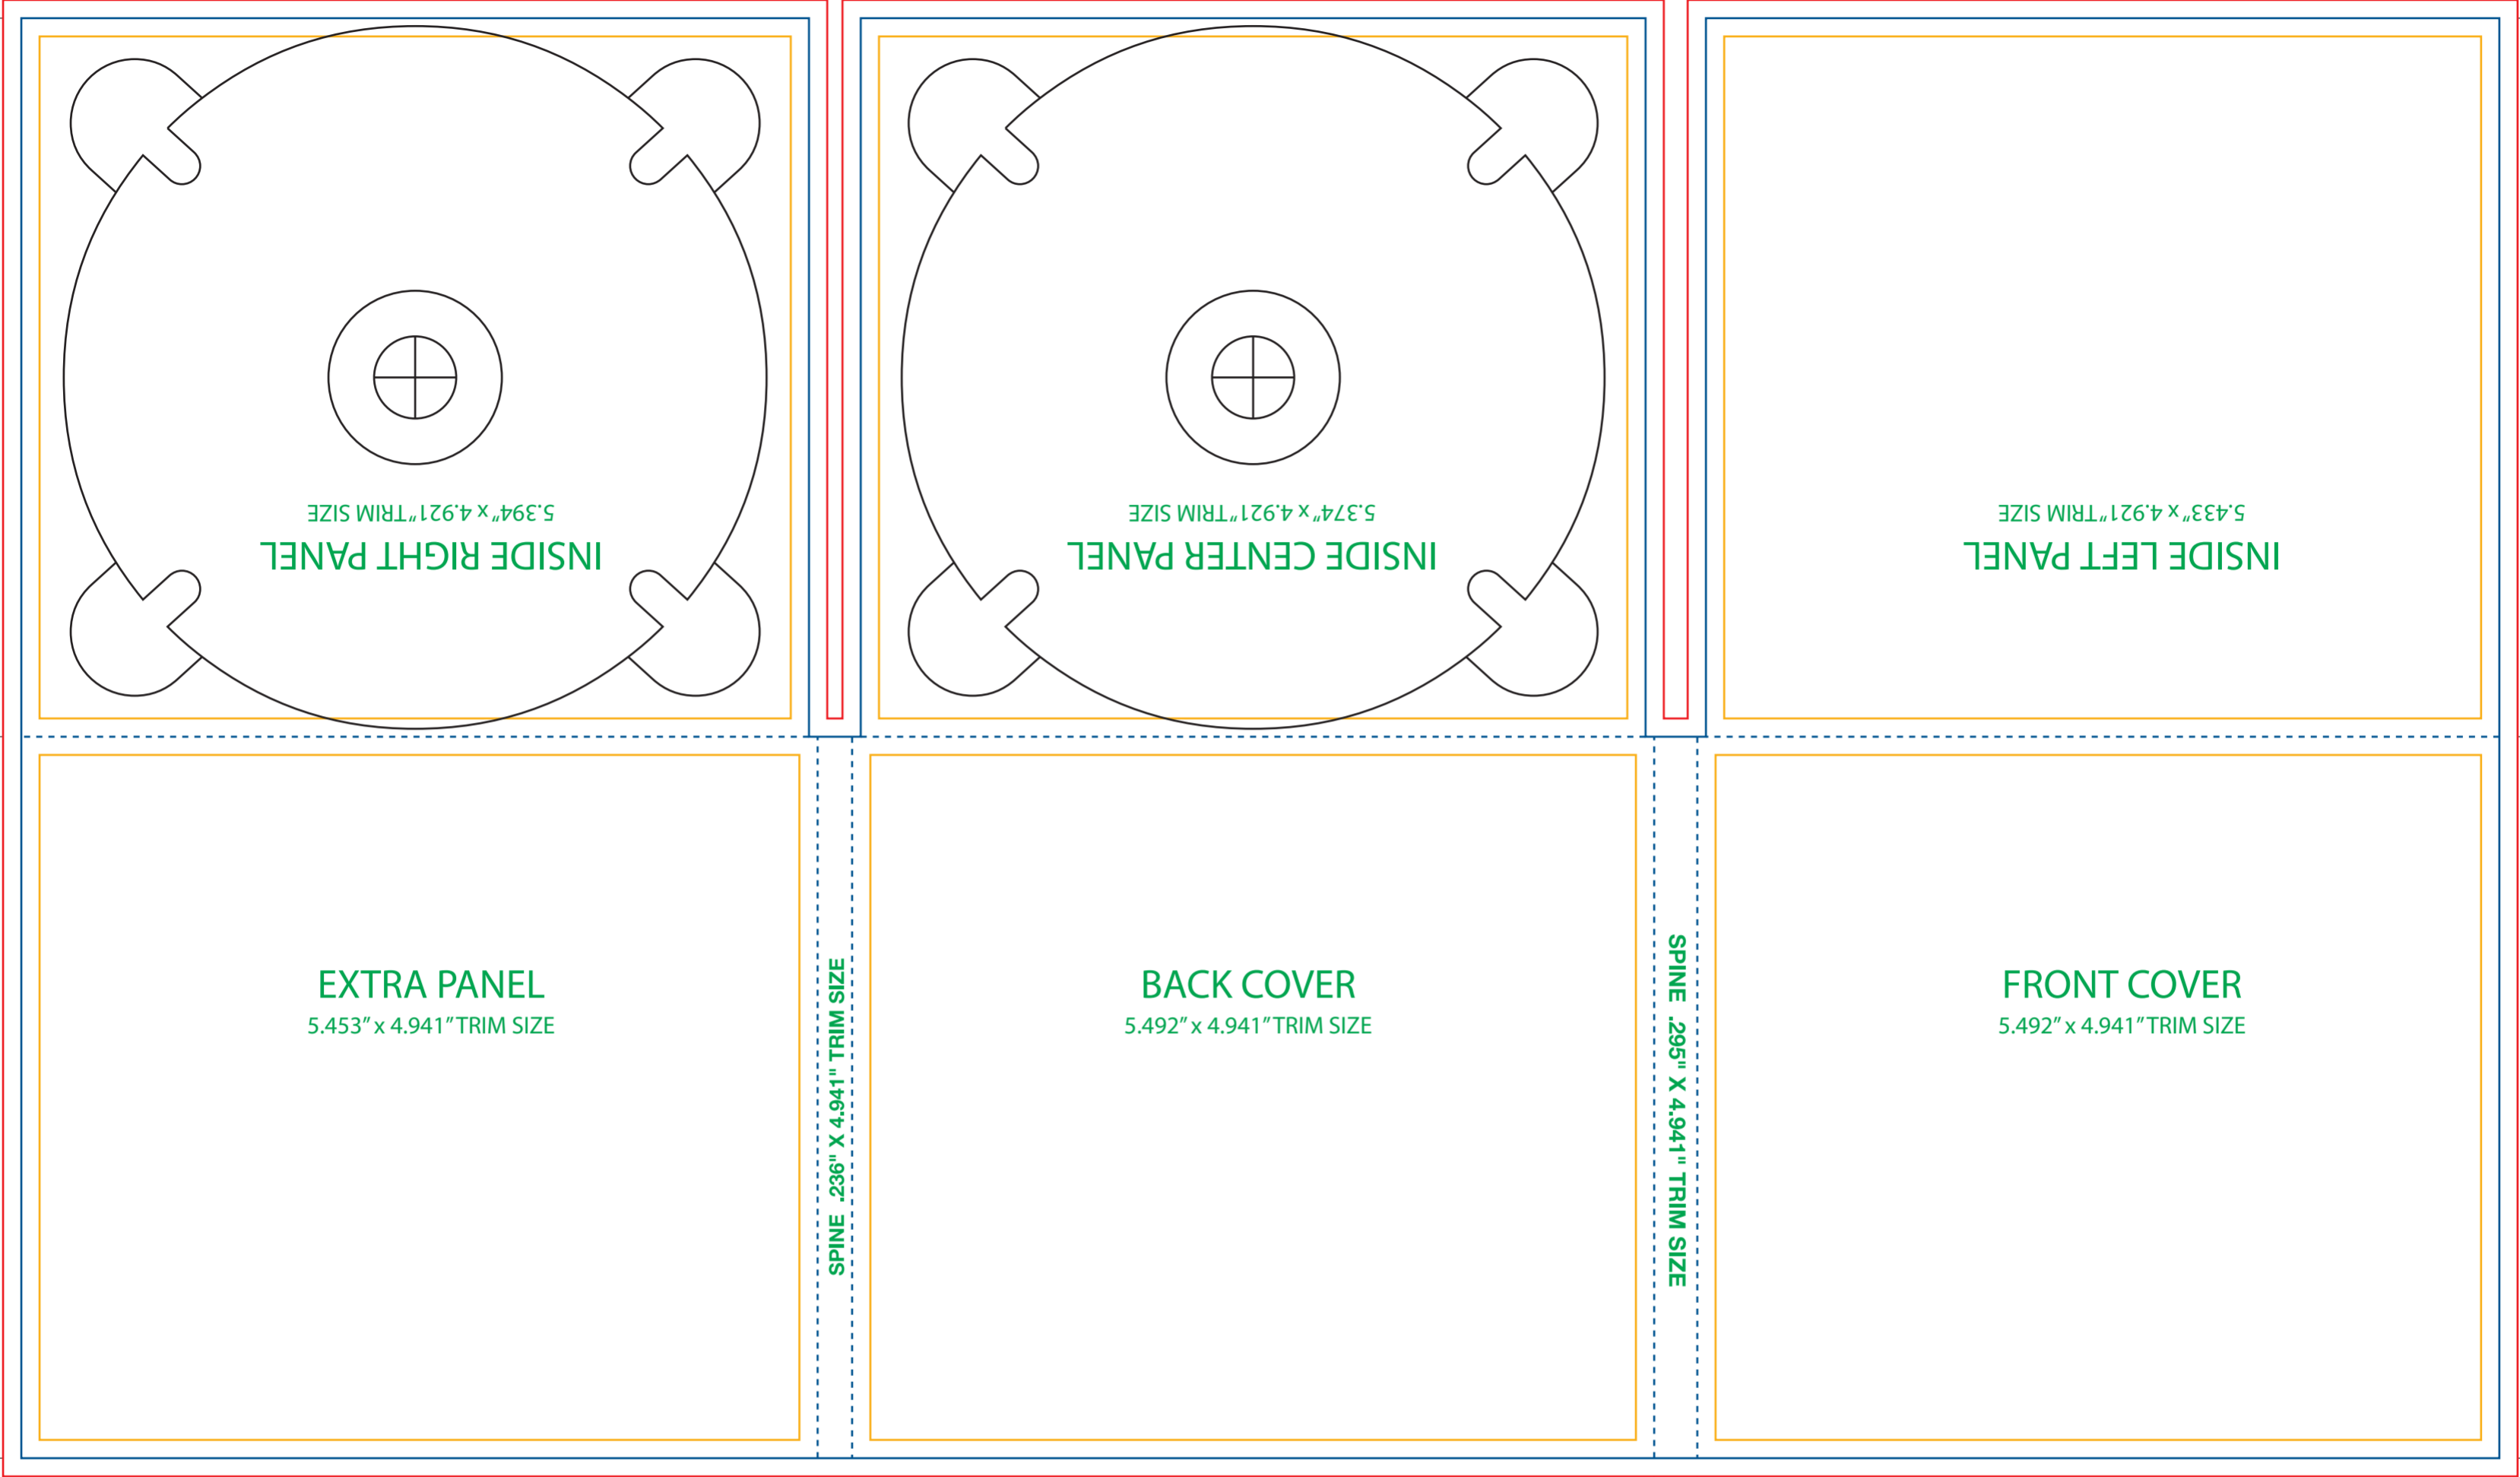 5.394″ x 4.921″ TRIM SIZE
INSIDE RIGHT PANEL
5.374″ x 4.921″ TRIM SIZE
INSIDE CENTER PANEL
5.433″ x 4.921″ TRIM SIZE
INSIDE LEFT PANEL
EXTRA PANEL
5.453″ x 4.941″ TRIM SIZE
SPINE .236" X 4.941" TRIM SIZE
BACK COVER
5.492″ x 4.941″ TRIM SIZE
SPINE .295" X 4.941" TRIM SIZE
FRONT COVER
5.492″ x 4.941″ TRIM SIZE